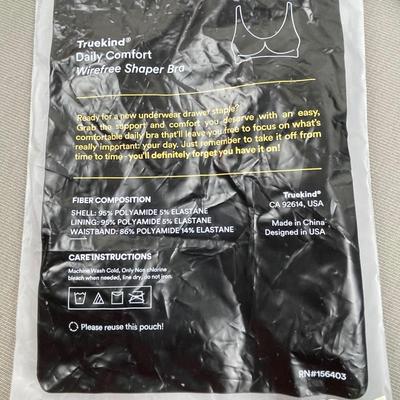 Truekind®
Daily Comfort
Wirefree Shaper Bra
Ready for a new underwear drawer staple?
Grab the support and comfort you deserve with an easy,
comfortable daily bra that'll leave you free to focus on what's
really important: your day. Just remember to take it off from
time to time - you'll definitely forget you have it on!
FIBER COMPOSITION
SHELL: 95% POLYAMIDE 5% ELASTANE
LINING: 95% POLYAMIDE 5% ELASTANE
WAISTBAND: 86% POLYAMIDE 14% ELASTANE
Truekind®
CA 92614, USA
Made in China
Designed in USA
CARE INSTRUCTIONS
Machine Wash Cold, Only Non chlorine
bleach when needed, line dry, do not iron.
Please reuse this pouch!
RN#156403